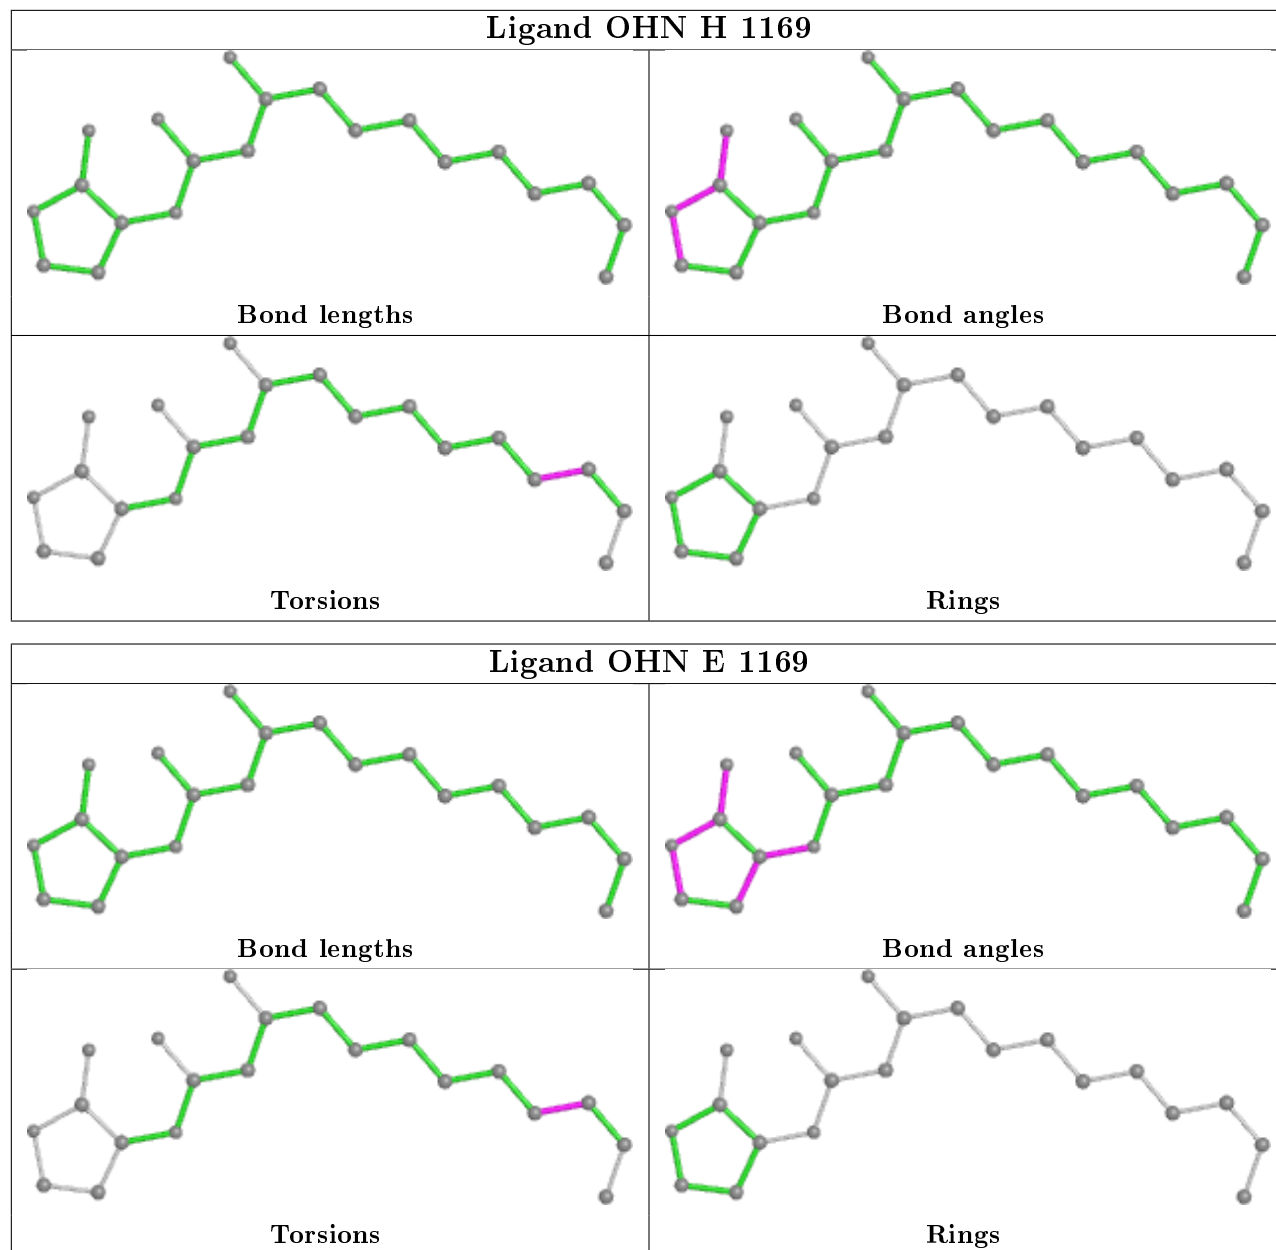 Ligand OHN H 1169
Bond lengths
Bond angles
Torsions
Rings
Ligand OHN E 1169
Bond lengths
Bond angles
Torsions
Rings